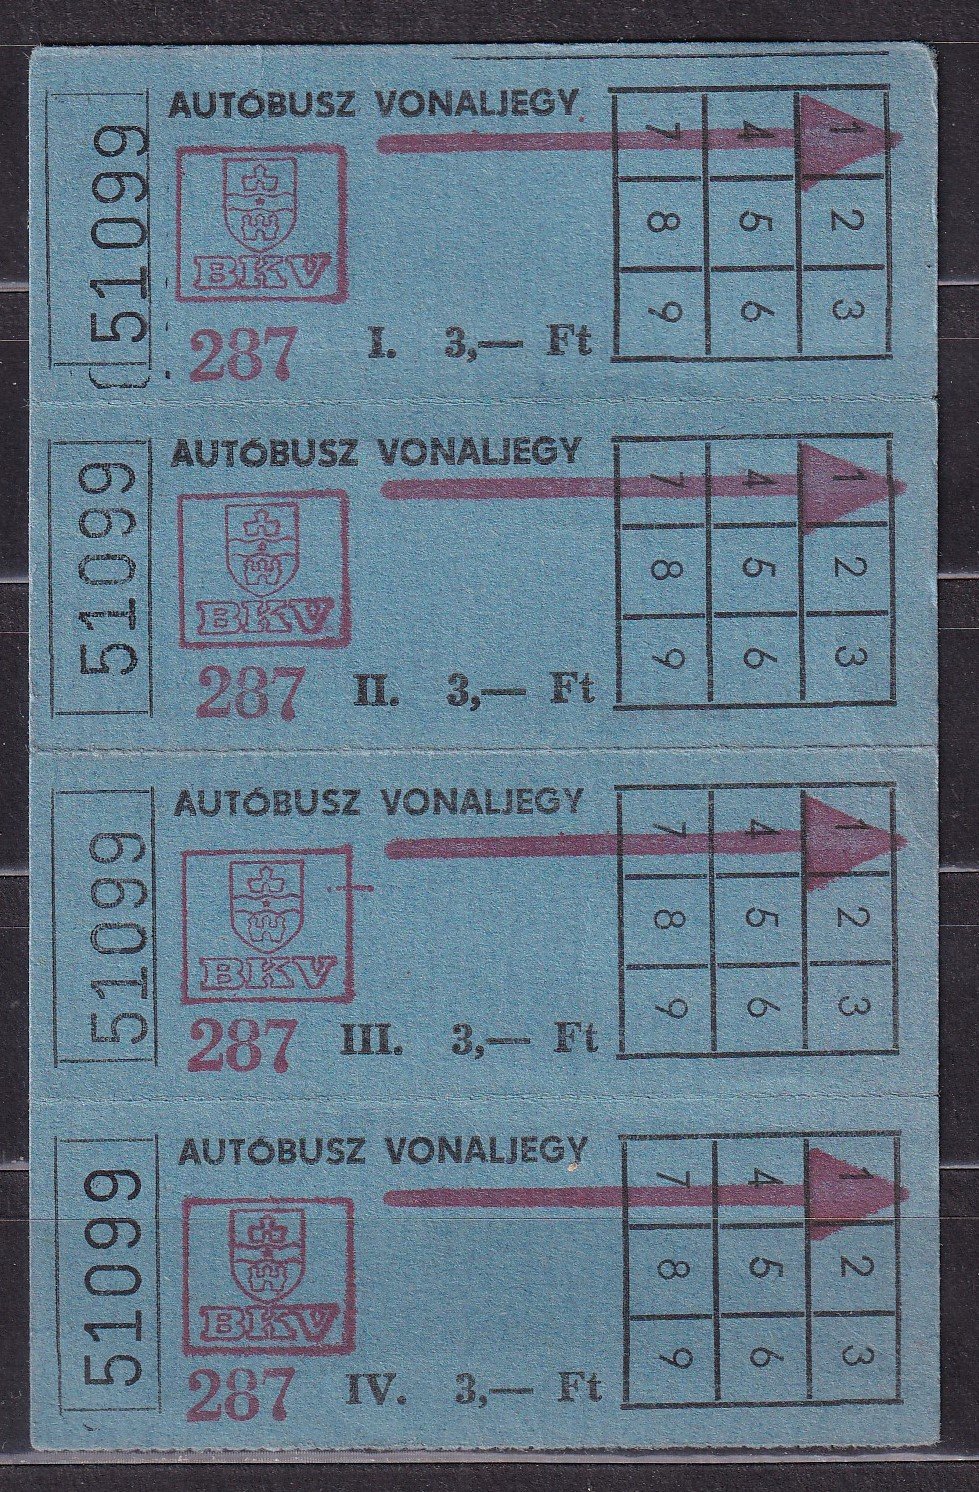 51099
AUTÓBUSZ VONALJEGY
BKV
287 I. 3,— Ft
7 4 1
8 5 2
9 6 3
51099
AUTÓBUSZ VONALJEGY
BKV
287 II. 3,— Ft
7 4 1
8 5 2
9 6 3
51099
AUTÓBUSZ VONALJEGY
BKV
287 III. 3,— Ft
7 4 1
8 5 2
9 6 3
51099
AUTÓBUSZ VONALJEGY
BKV
287 IV. 3,— Ft
7 4 1
8 5 2
9 6 3